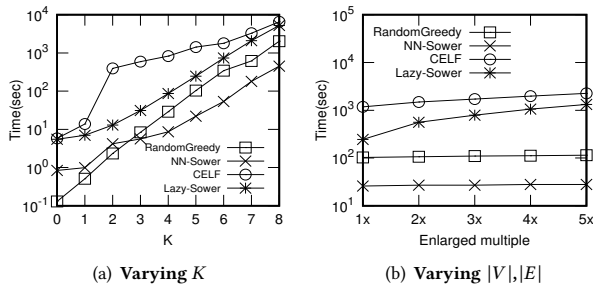 10^4
10^3
10^2
10^1
10^0
10^-1
Time(sec)
RandomGreedy
NN-Sower
CELF
Lazy-Sower
0 1 2 3 4 5 6 7 8
K
(a) Varying K
10^5
10^4
10^3
10^2
10^1
Time(sec)
RandomGreedy
NN-Sower
CELF
Lazy-Sower
1x 2x 3x 4x 5x
Enlarged multiple
(b) Varying |V|,|E|